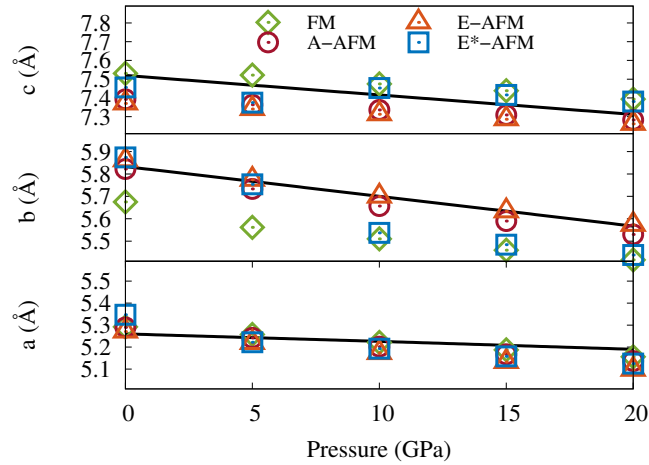 FM
E−AFM
A−AFM
E*−AFM
c (Å)
7.8
7.7
7.6
7.5
7.4
7.3
b (Å)
5.9
5.8
5.7
5.6
5.5
a (Å)
5.5
5.4
5.3
5.2
5.1
0 5 10 15 20
Pressure (GPa)